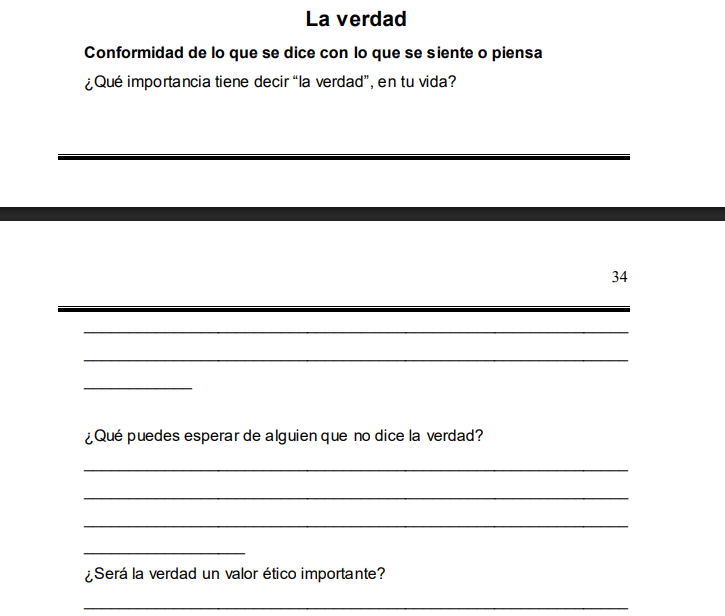 La verdad
Conformidad de lo que se dice con lo que se siente o piensa
¿Qué importancia tiene decir “la verdad”, en tu vida?
34
¿Qué puedes esperar de alguien que no dice la verdad?
¿Será la verdad un valor ético importante?